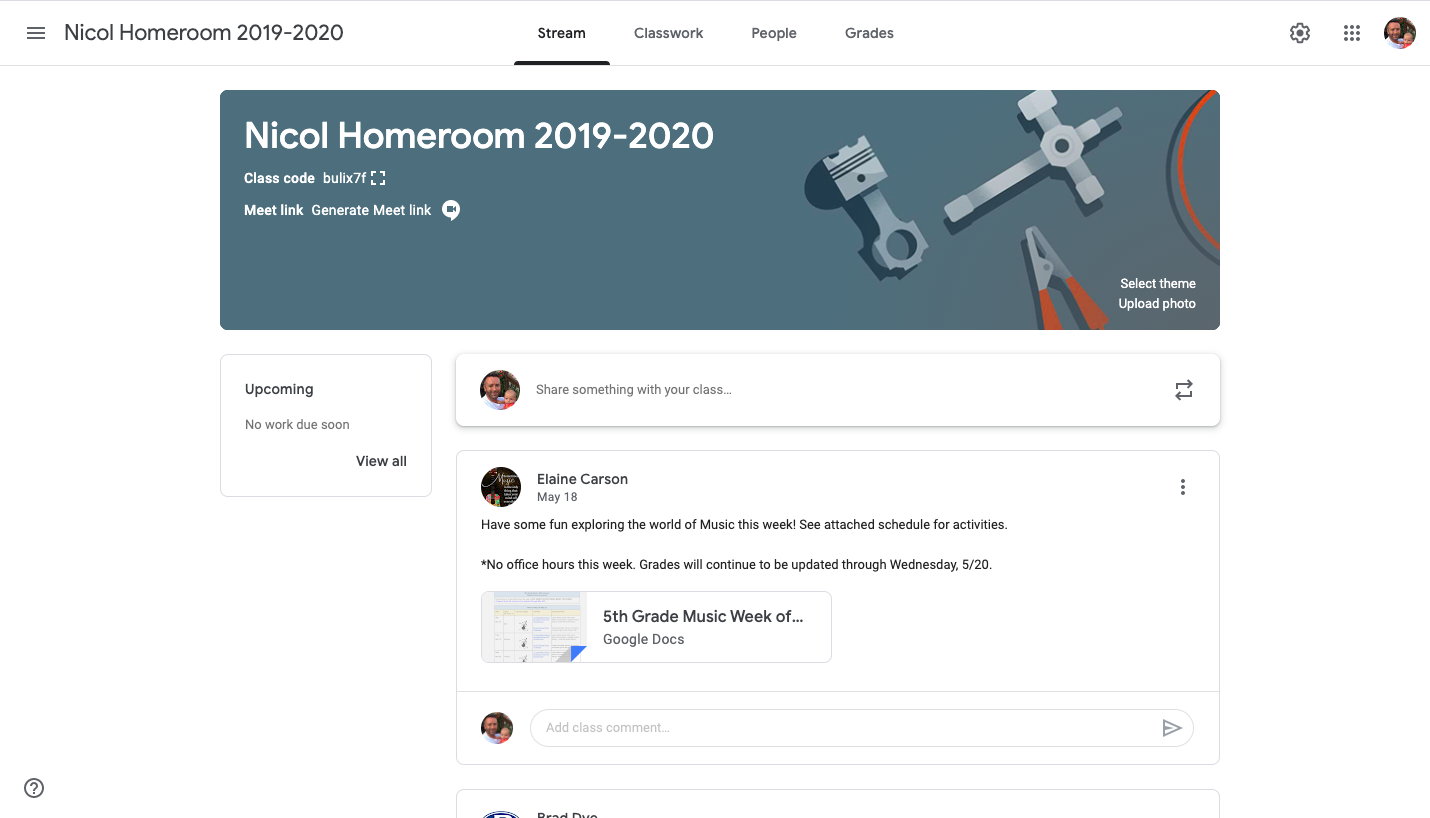 Nicol Homeroom 2019-2020
Stream
Classwork
People
Grades
Nicol Homeroom 2019-2020
Class code bulix7f
Meet link Generate Meet link
Select theme
Upload photo
Upcoming
No work due soon
View all
Share something with your class...
Elaine Carson
May 18
Have some fun exploring the world of Music this week! See attached schedule for activities.
*No office hours this week. Grades will continue to be updated through Wednesday, 5/20.
5th Grade Music Week of...
Google Docs
Add class comment...
Brad Dye